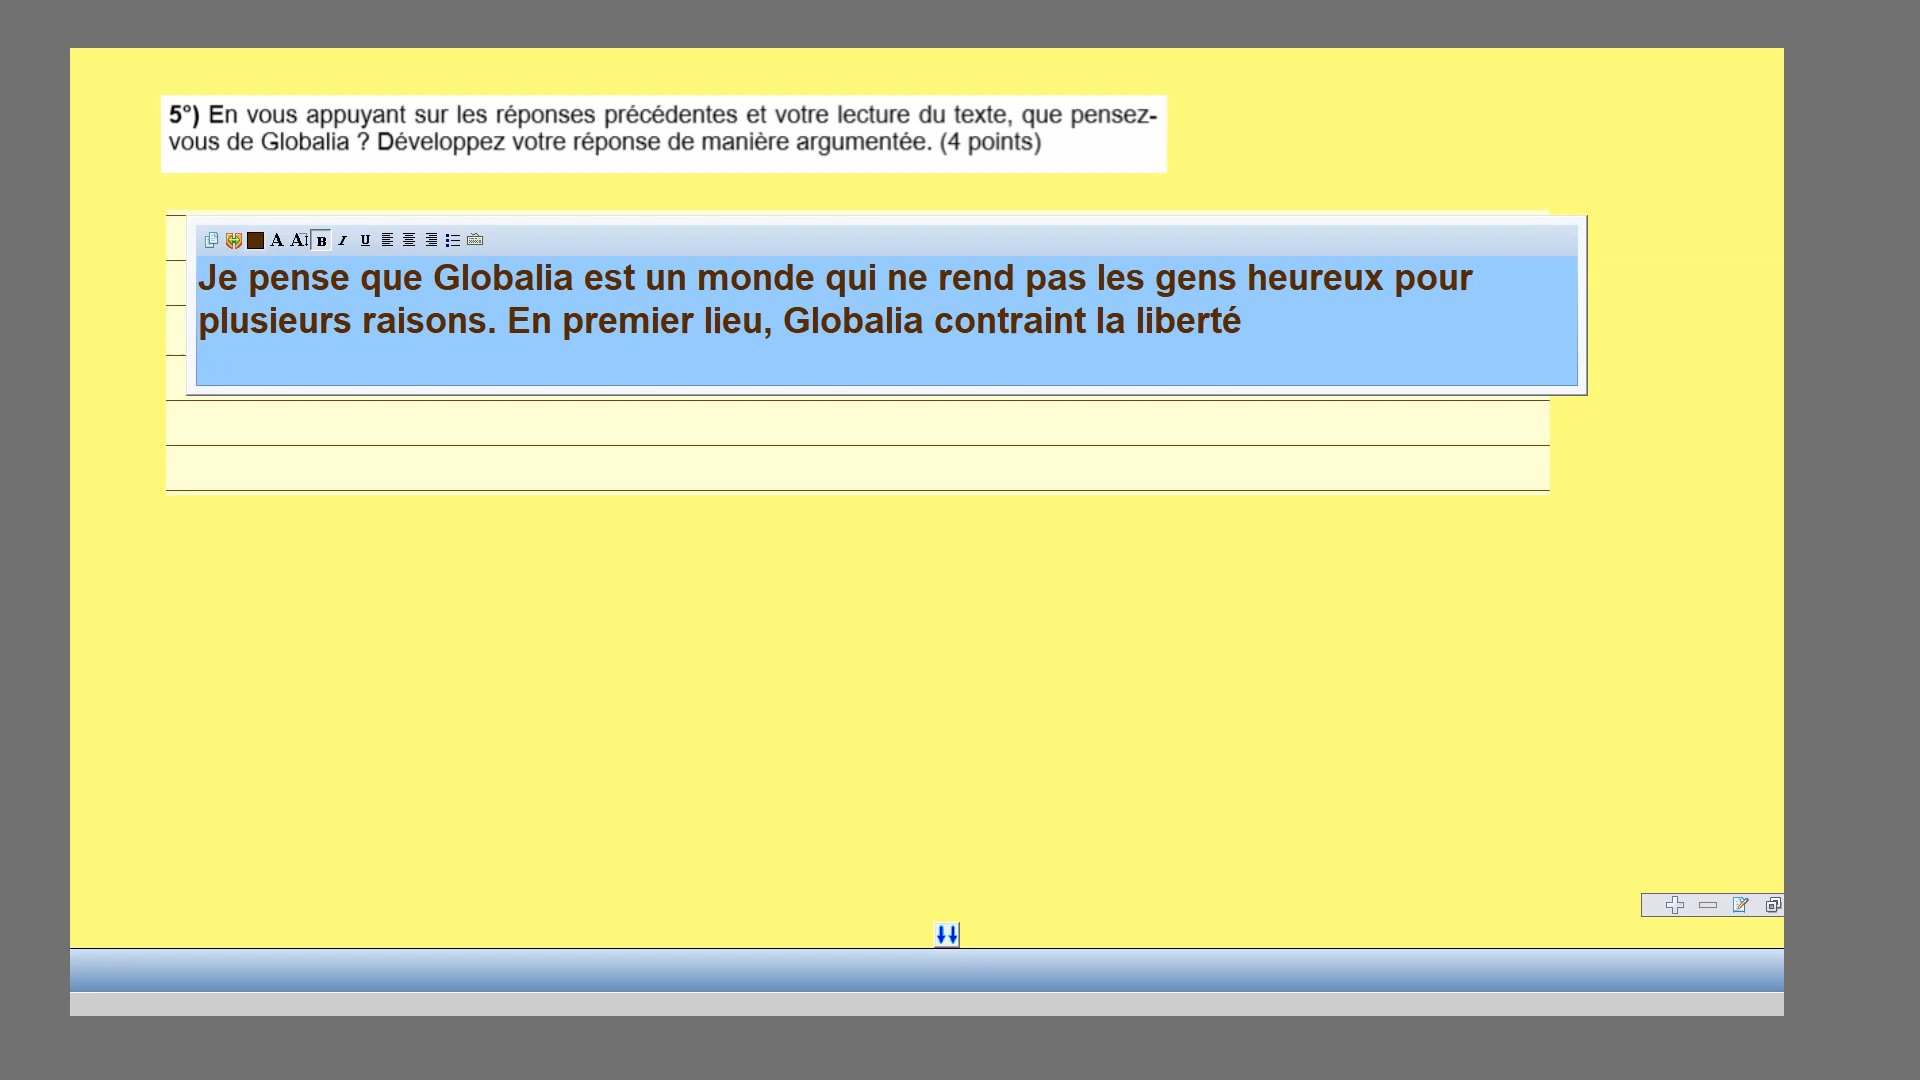 5°) En vous appuyant sur les réponses précédentes et votre lecture du texte, que pensez-
vous de Globalia ? Développez votre réponse de manière argumentée. (4 points)
A A B I U
Je pense que Globalia est un monde qui ne rend pas les gens heureux pour
plusieurs raisons. En premier lieu, Globalia contraint la liberté